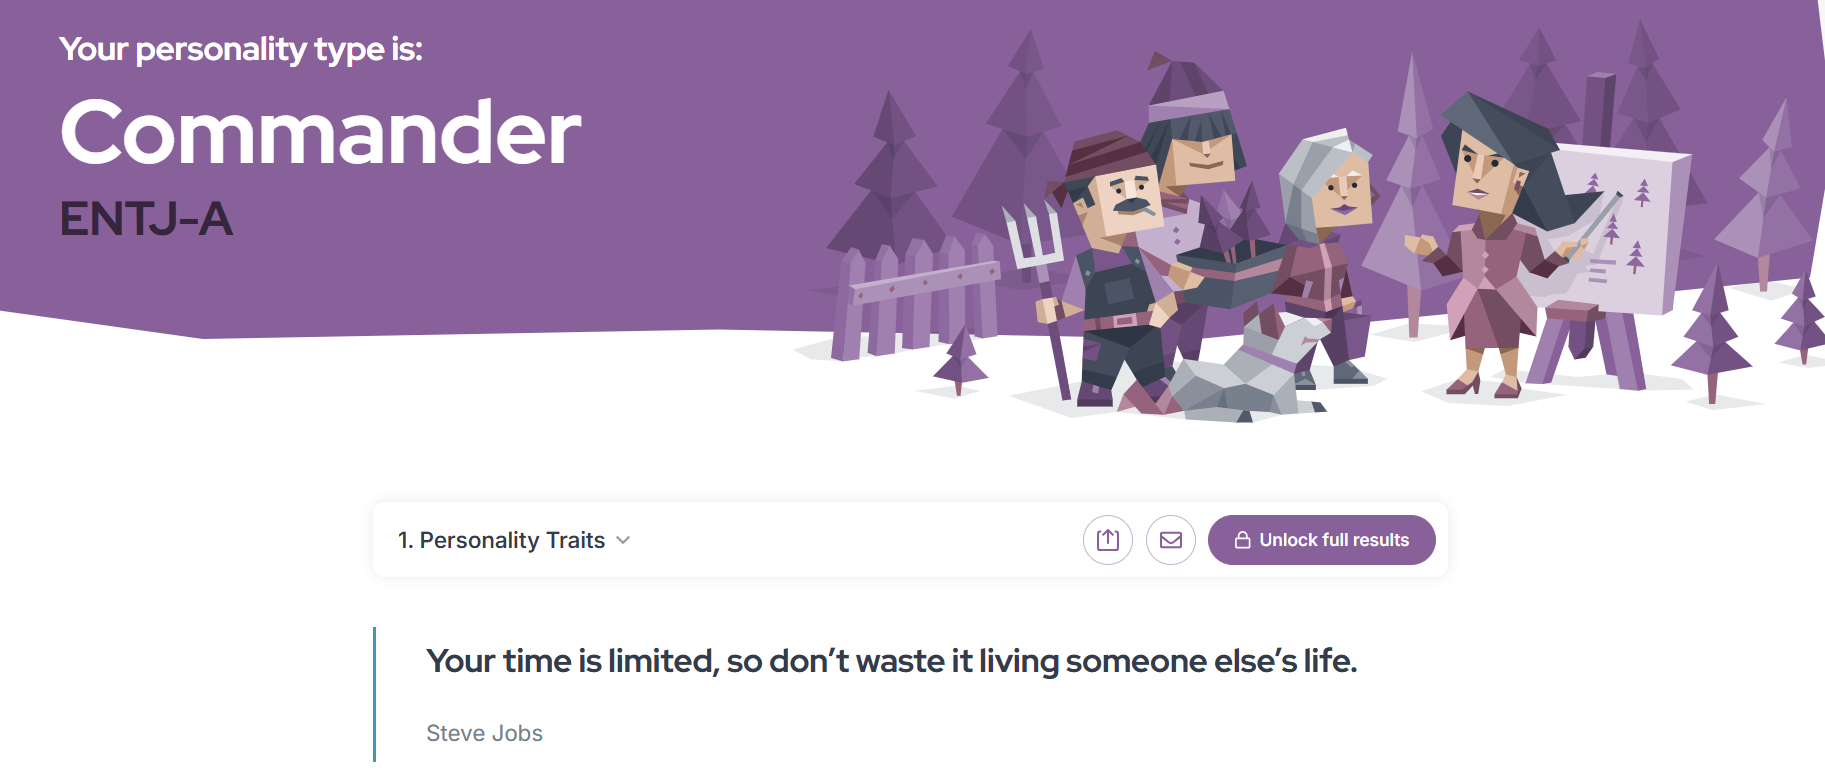 Your personality type is:
Commander
ENTJ-A
1. Personality Traits
Unlock full results
Your time is limited, so don’t waste it living someone else’s life.
Steve Jobs